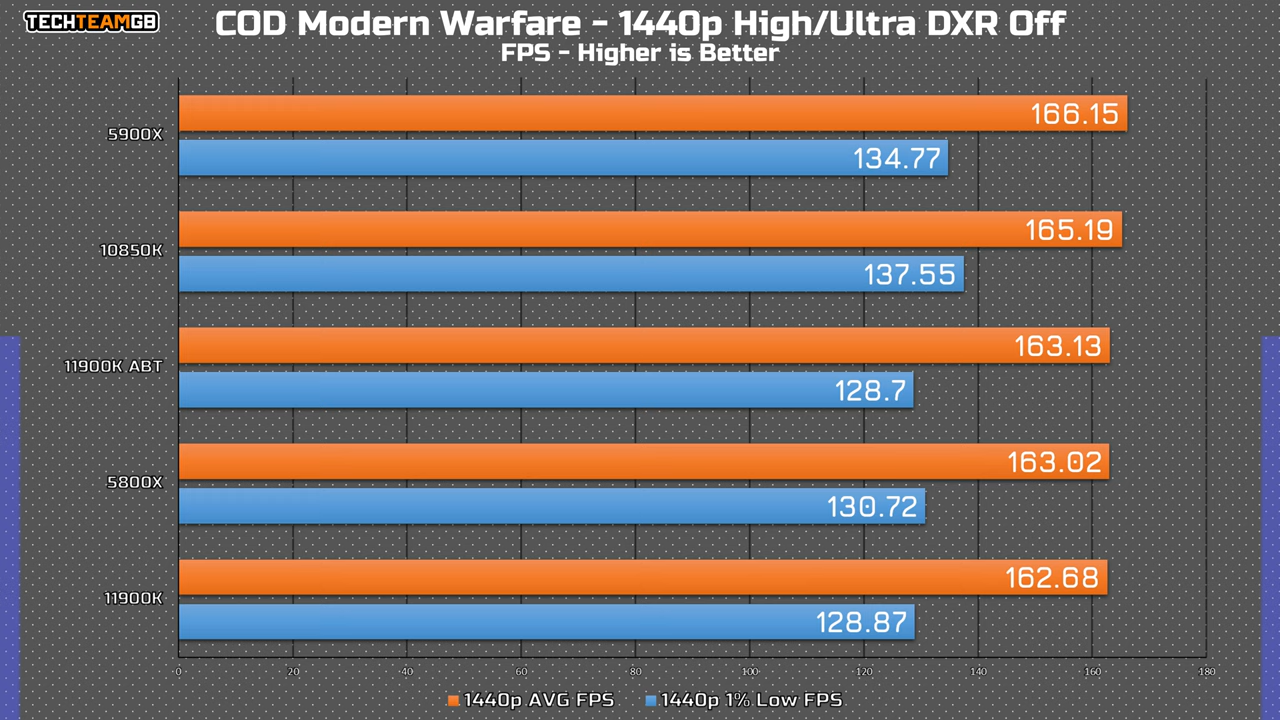 TECHTEAMGB
COD Modern Warfare - 1440p High/Ultra DXR Off
FPS - Higher is Better
5900X
166.15
134.77
10850K
165.19
137.55
11900K ABT
163.13
128.7
5800X
163.02
130.72
11900K
162.68
128.87
0 20 40 60 80 100 120 140 160 180
1440p AVG FPS 1440p 1% Low FPS